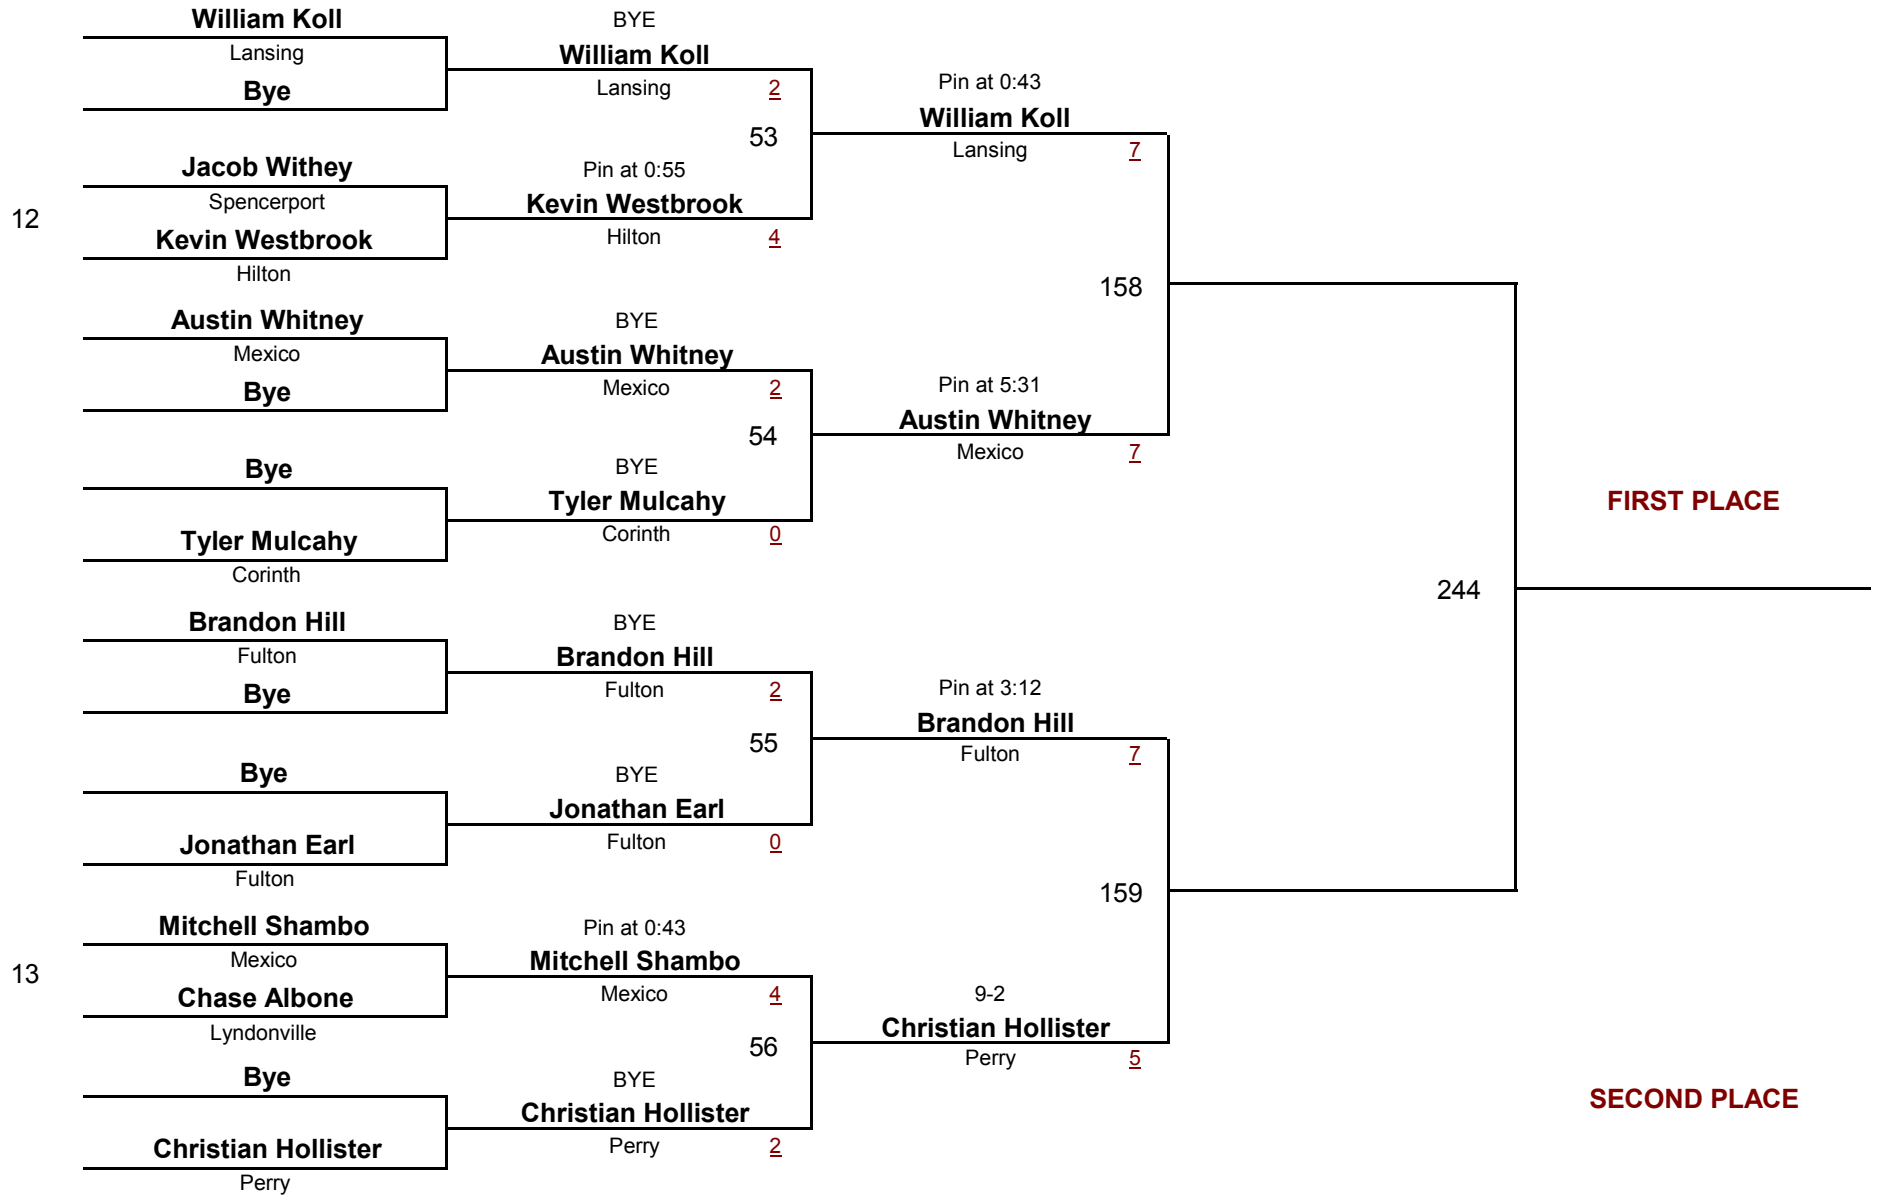 William Koll
Lansing
Bye
12
Jacob Withey
Spencerport
Kevin Westbrook
Hilton
Austin Whitney
Mexico
Bye
Bye
Tyler Mulcahy
Corinth
Brandon Hill
Fulton
Bye
Bye
Jonathan Earl
Fulton
13
Mitchell Shambo
Mexico
Chase Albone
Lyndonville
Bye
Christian Hollister
Perry
BYE
William Koll
Lansing 2
53
Pin at 0:55
Kevin Westbrook
Hilton 4
BYE
Austin Whitney
Mexico 2
54
BYE
Tyler Mulcahy
Corinth 0
BYE
Brandon Hill
Fulton 2
55
BYE
Jonathan Earl
Fulton 0
Pin at 0:43
Mitchell Shambo
Mexico 4
56
BYE
Christian Hollister
Perry 2
Pin at 0:43
William Koll
Lansing 7
158
Pin at 5:31
Austin Whitney
Mexico 7
Pin at 3:12
Brandon Hill
Fulton 7
159
9-2
Christian Hollister
Perry 5
244
FIRST PLACE
SECOND PLACE